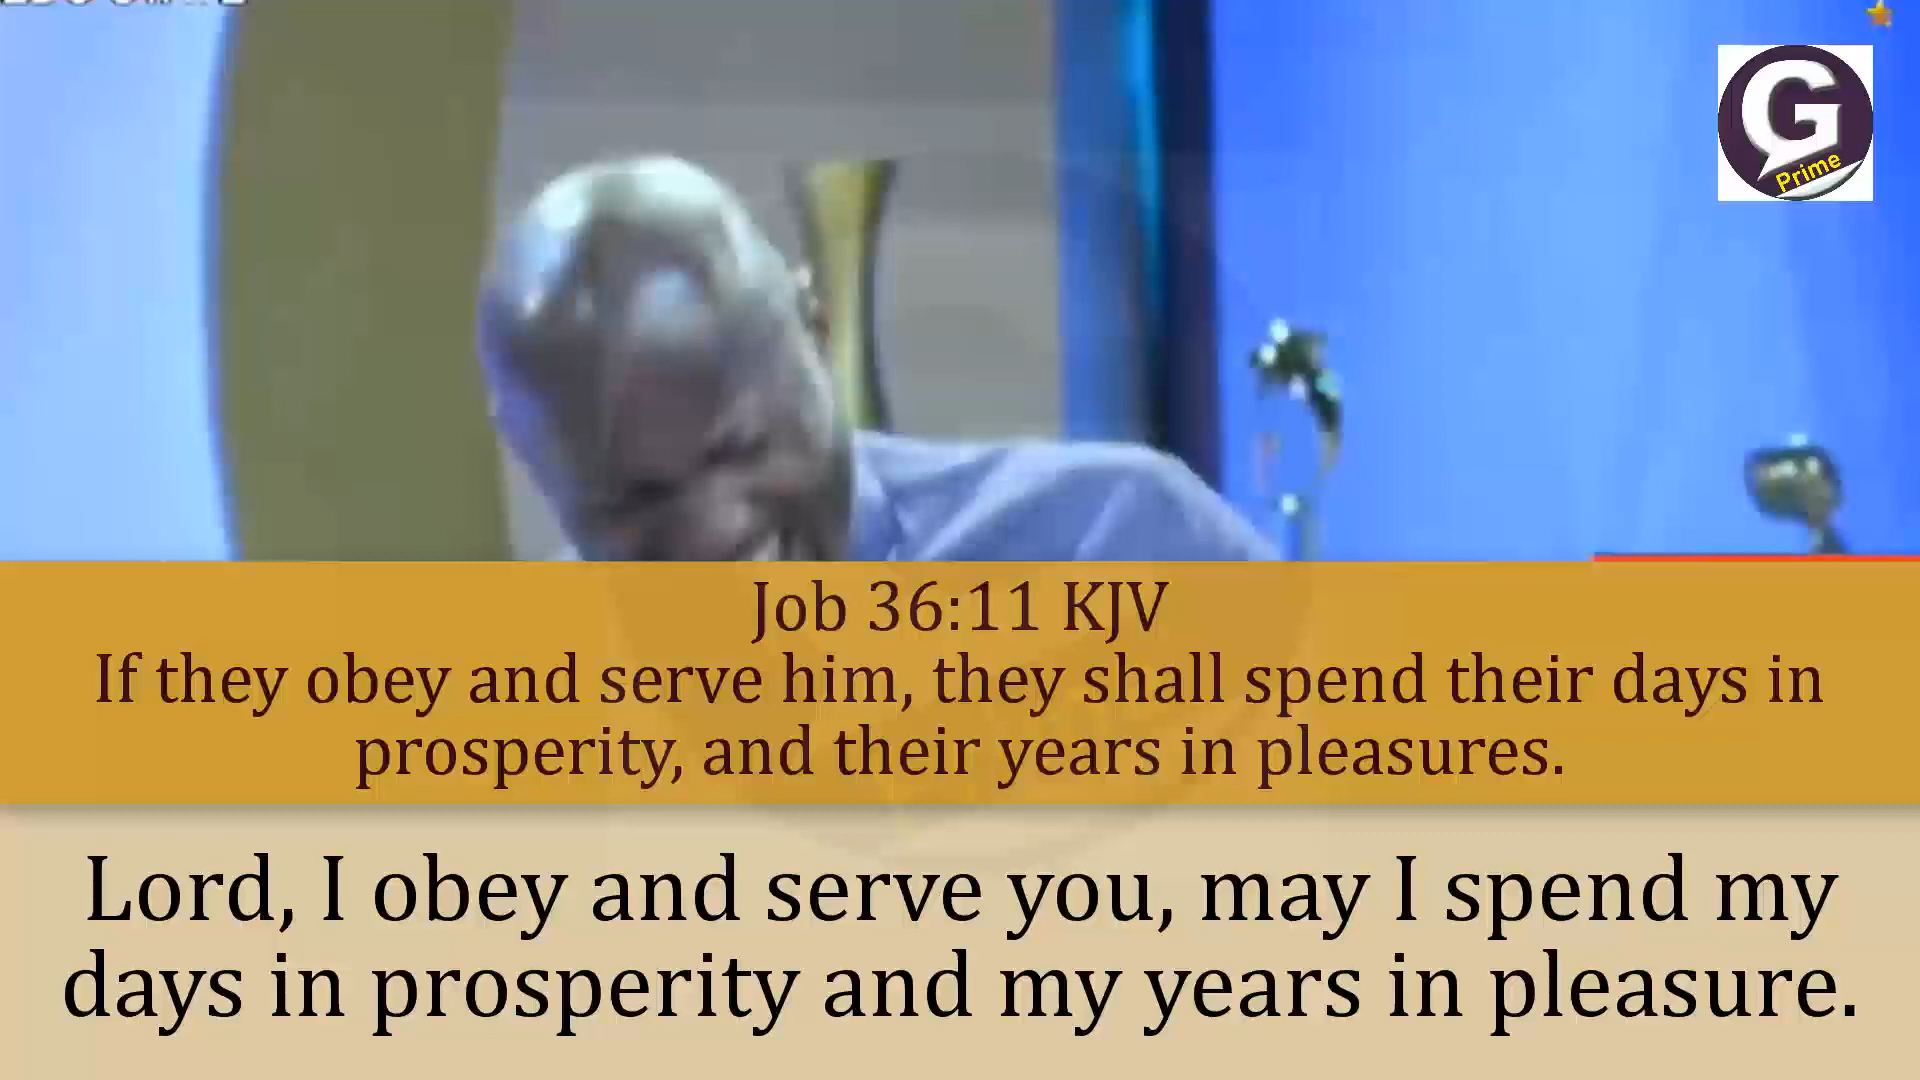 G
Prime
Job 36:11 KJV
If they obey and serve him, they shall spend their days in
prosperity, and their years in pleasures.
Lord, I obey and serve you, may I spend my
days in prosperity and my years in pleasure.